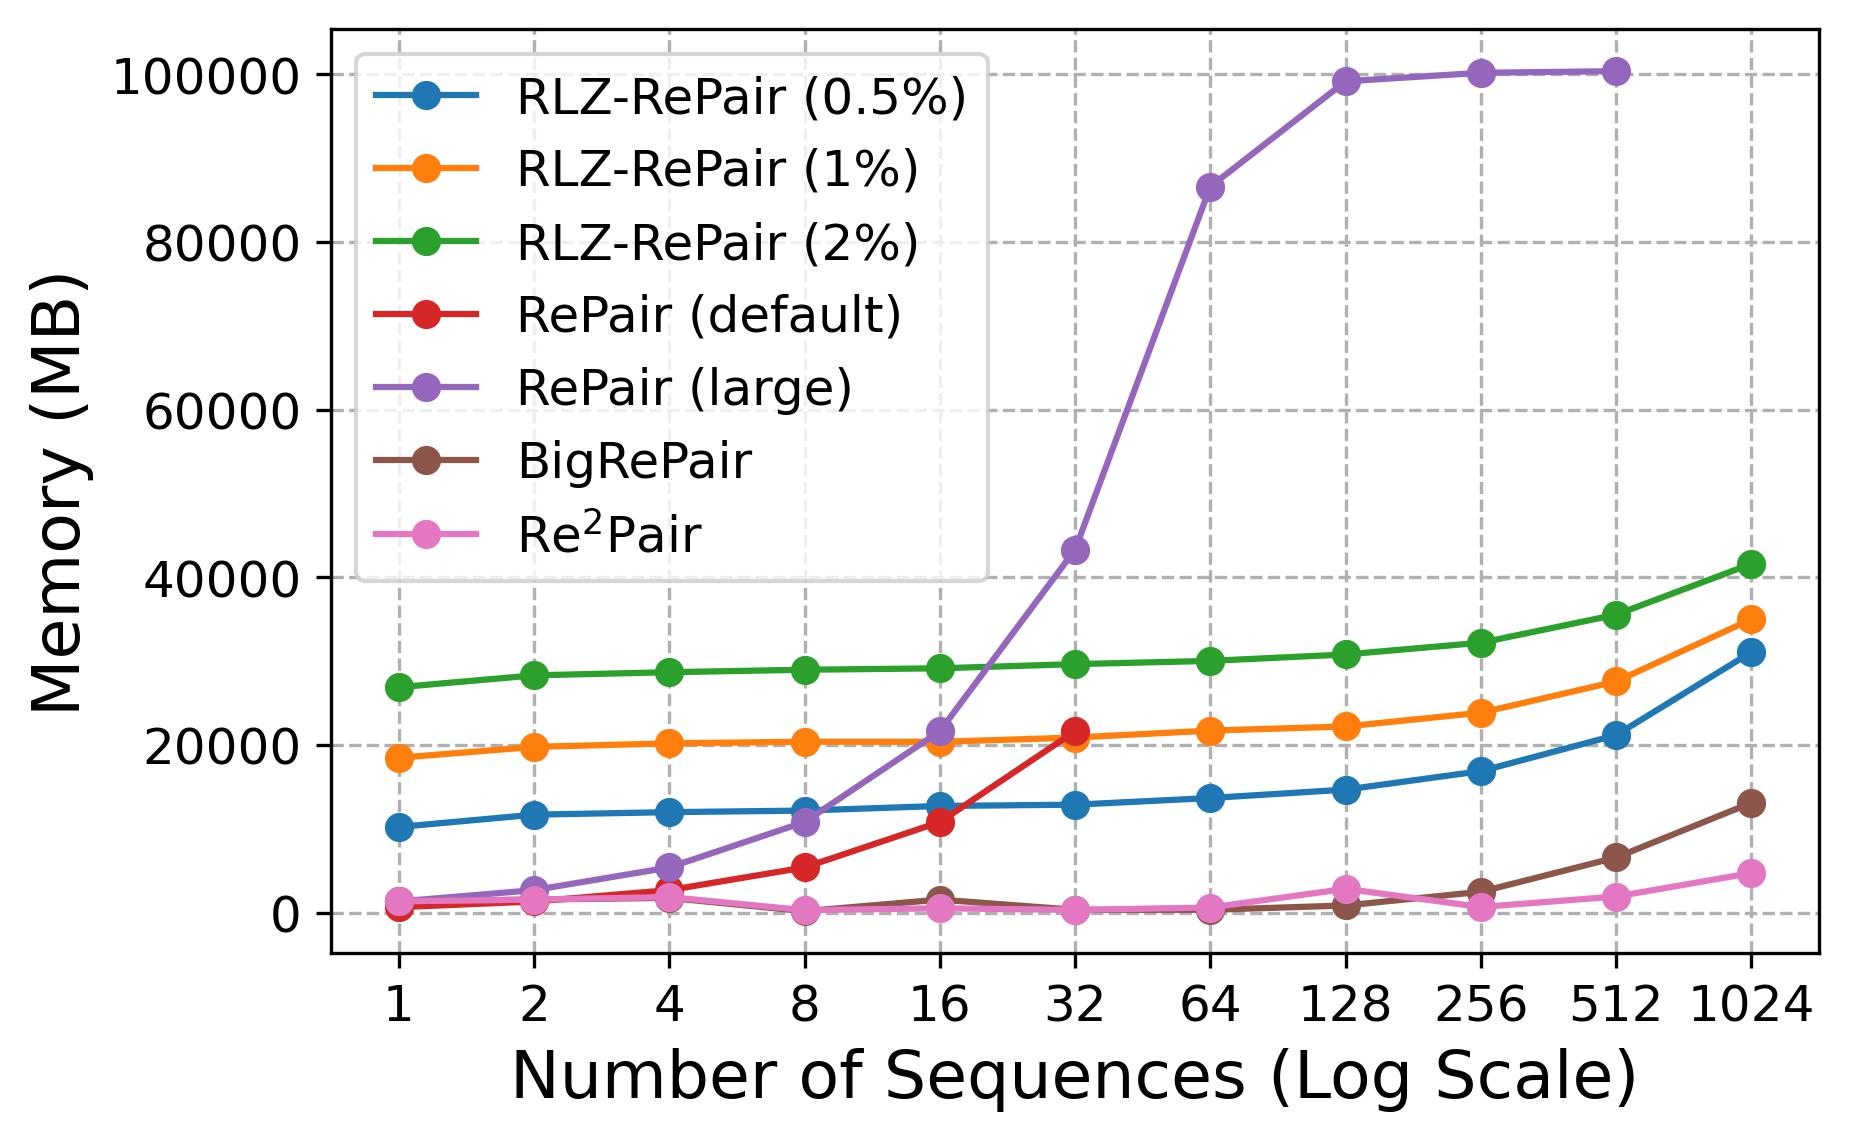 100000
80000
60000
40000
20000
0
Memory (MB)
RLZ-RePair (0.5%)
RLZ-RePair (1%)
RLZ-RePair (2%)
RePair (default)
RePair (large)
BigRePair
Re²Pair
1 2 4 8 16 32 64 128 256 512 1024
Number of Sequences (Log Scale)